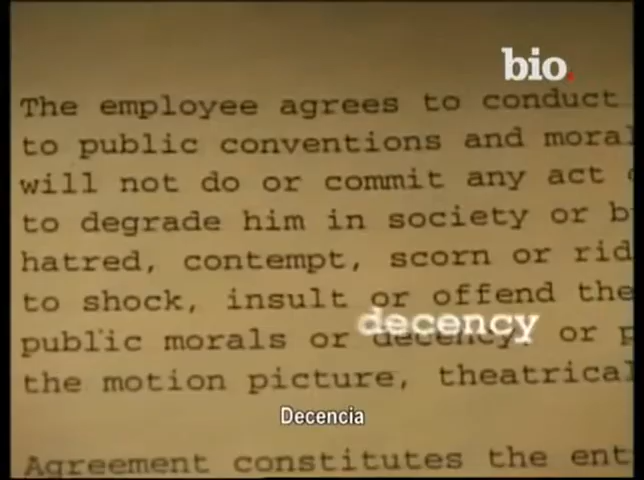 bio.
The employee agrees to conduct
to public conventions and moral
will not do or commit any act
to degrade him in society or b
hatred, contempt, scorn or rid
to shock, insult or offend the
decency
public morals or decency, or p
the motion picture, theatrical
Decencia
Agreement constitutes the ent